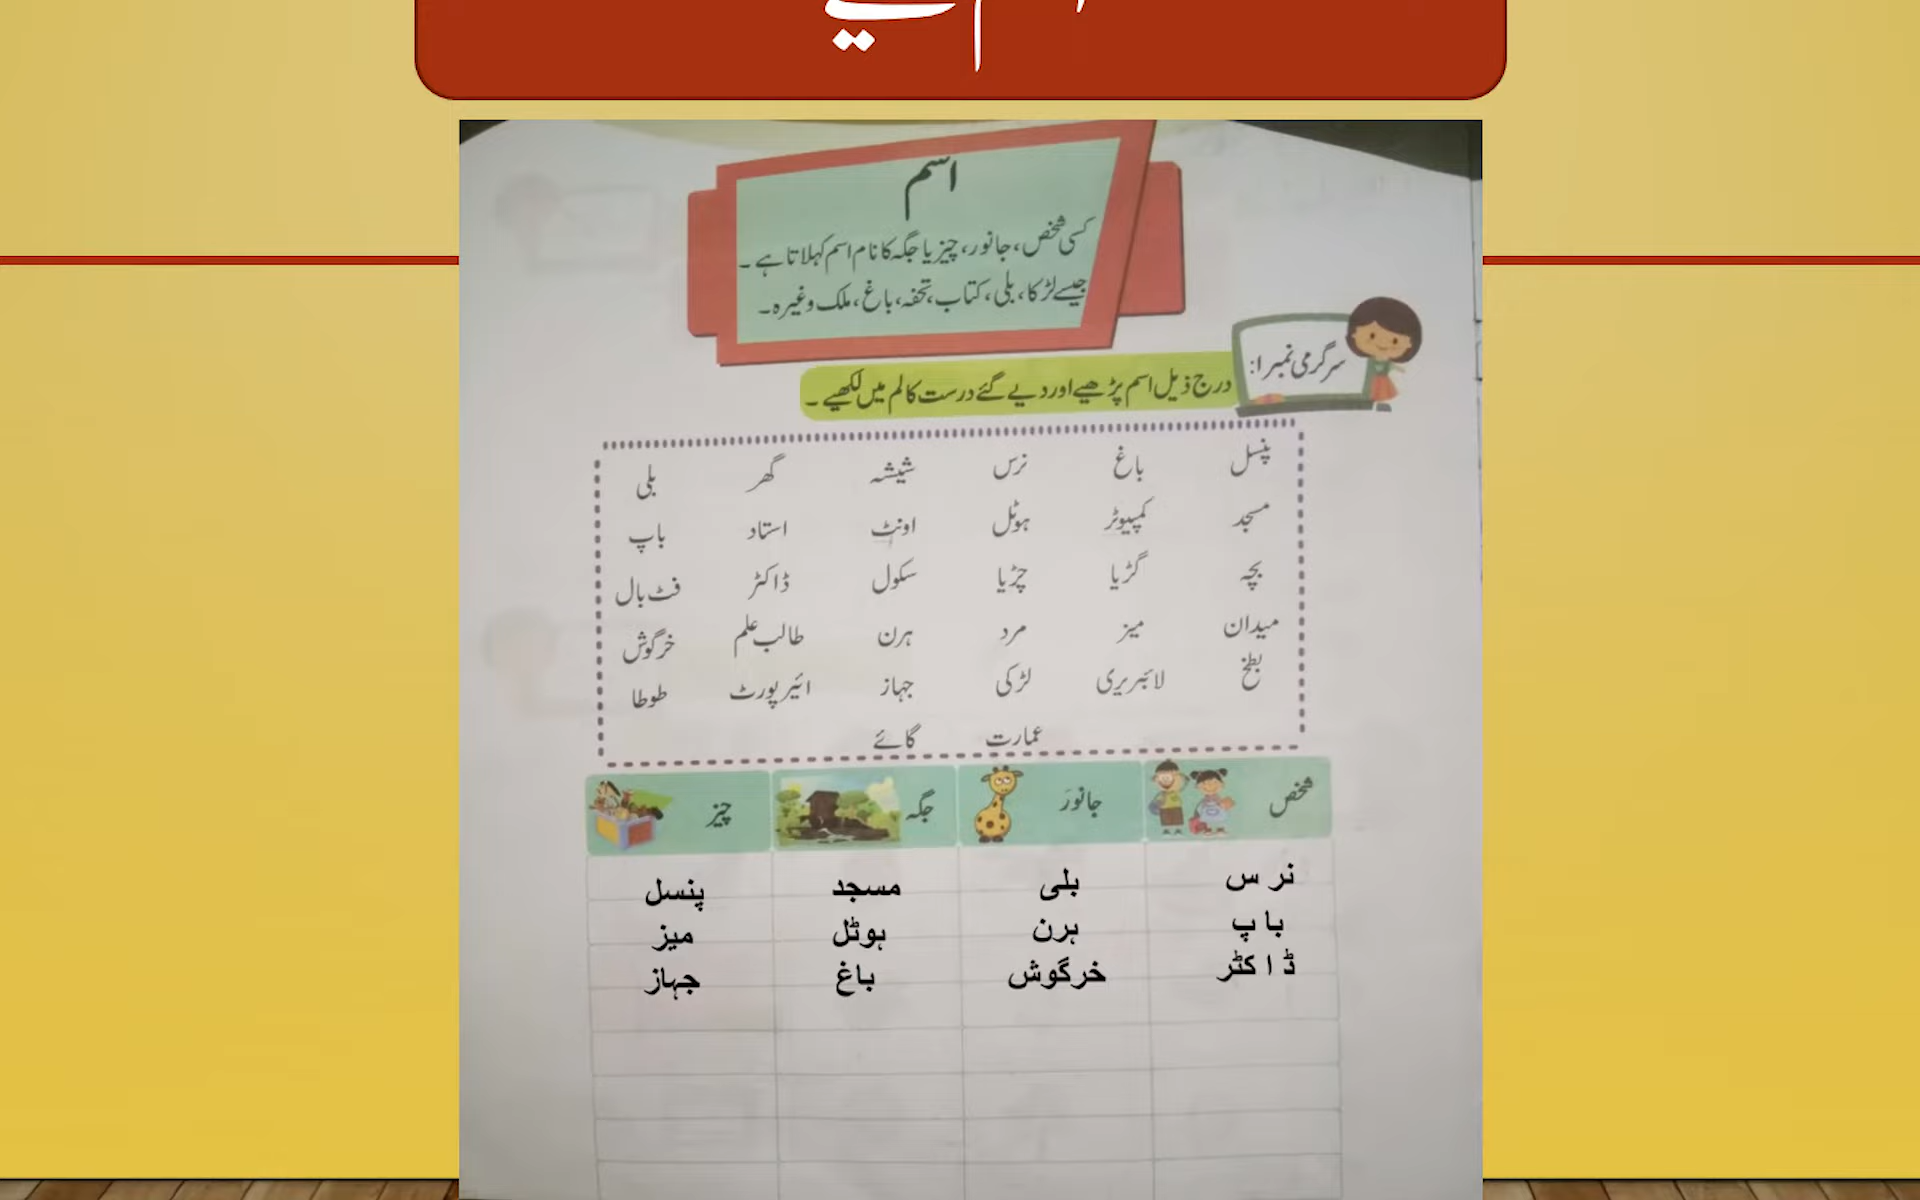 اسم
کسی شخص، جانور، چیز یا جگہ کا نام اسم کہلاتا ہے۔
جیسے لڑکا، بلی، کتاب، تحفہ، باغ، ملک وغیرہ۔
سرگرمی نمبر ۱:
درج ذیل اسم پڑھیے اور دیے گئے درست کالم میں لکھیے۔
پنسل باغ نرس شیشہ گھر بلی
مسجد کمپیوٹر ہوٹل اونٹ استاد باپ
بچہ گڑیا چڑیا سکول ڈاکٹر فٹ بال
میدان میز مرد ہرن طالب علم خرگوش
بطخ لائبریری لڑکی جہاز ائیر پورٹ طوطا
عمارت گائے
شخص جانور جگہ چیز
نر س بلی مسجد پنسل
با پ ہرن ہوٹل میز
ڈ ا کٹر خرگوش باغ جہاز